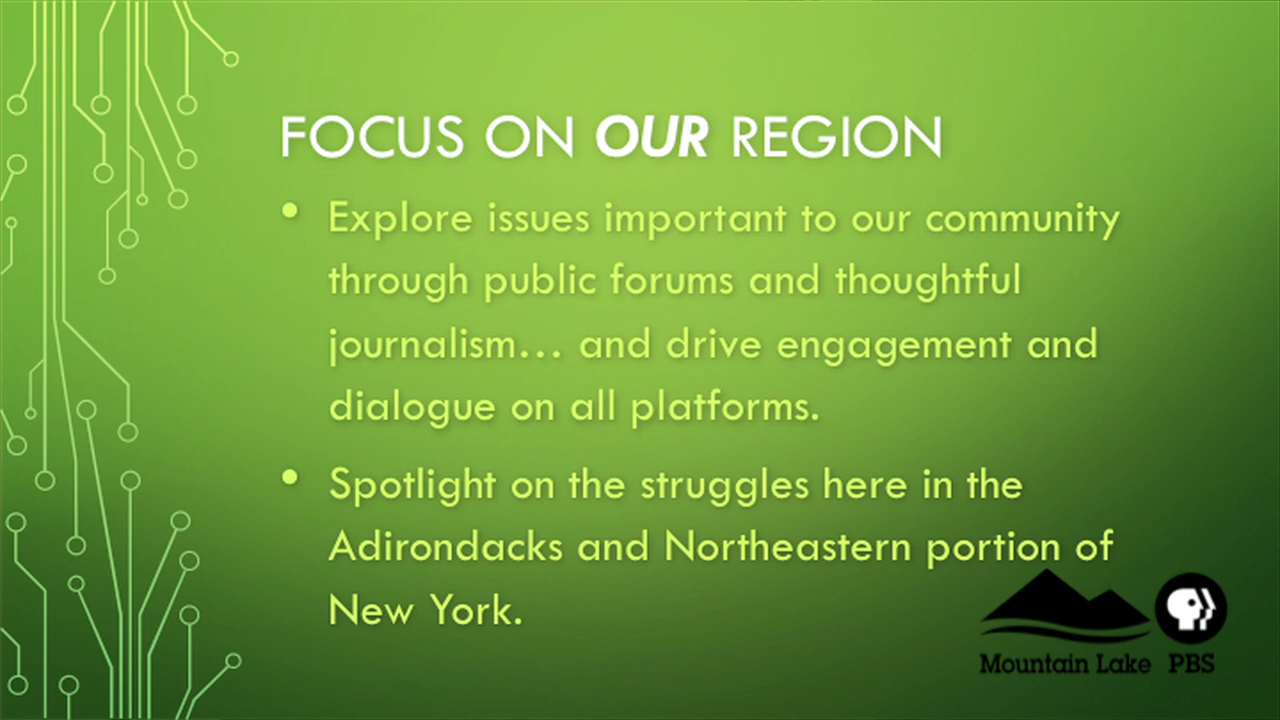 FOCUS ON OUR REGION
• Explore issues important to our community
through public forums and thoughtful
journalism… and drive engagement and
dialogue on all platforms.
• Spotlight on the struggles here in the
Adirondacks and Northeastern portion of
New York.
Mountain Lake PBS